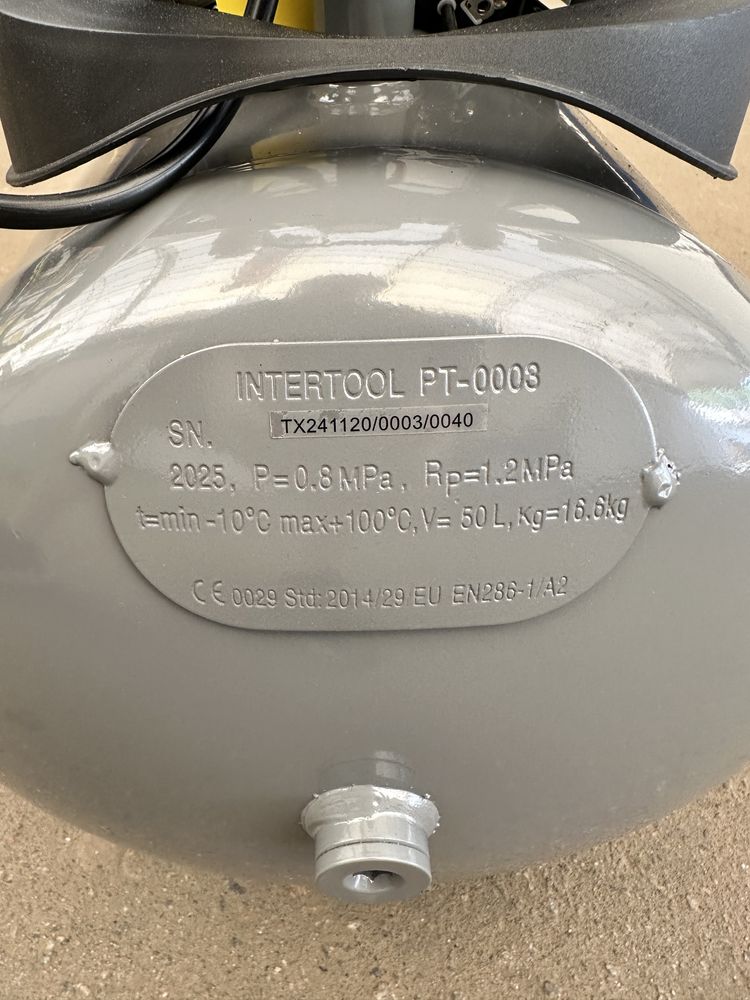 INTERTOOL PT-0008
SN. TX241120/0003/0040
2025, P=0.8 MPa, Rp=1.2MPa
t=min -10°C max+100°C, V= 50 L, Kg=16.6kg
CE 0029 Std: 2014/29/EU EN286-1/A2